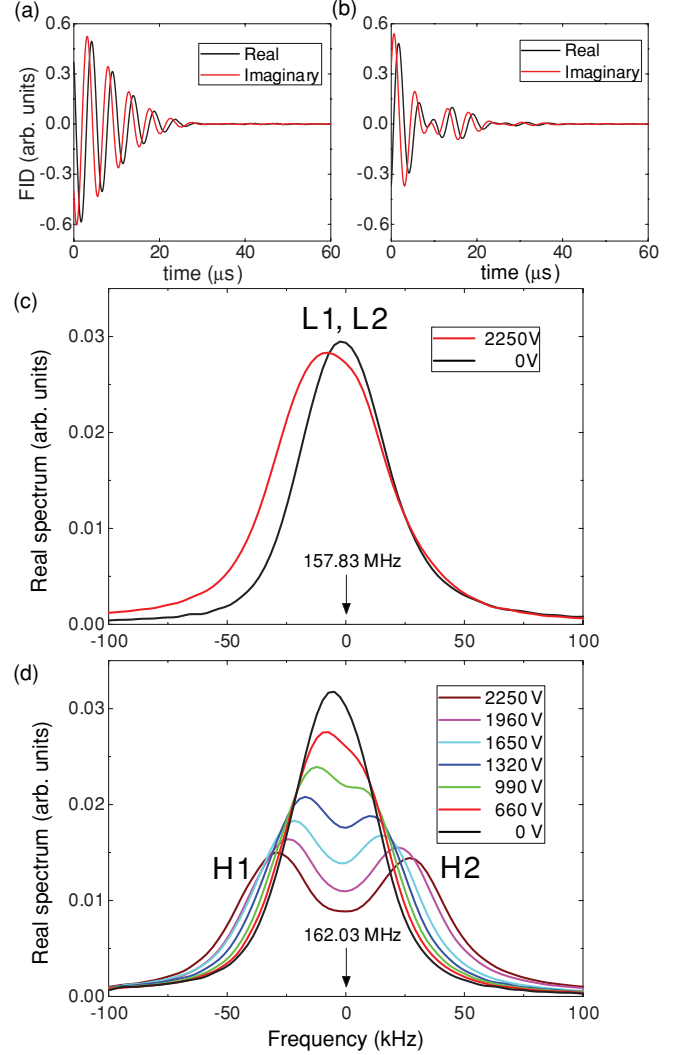 (a)
0.6
0.3
0.0
-0.3
-0.6
FID (arb. units)
Real
Imaginary
0 20 40 60
time (μs)
(b)
Real
Imaginary
0 20 40 60
time (μs)
(c)
L1, L2
2250 V
0 V
0.03
0.02
0.01
0.00
Real spectrum (arb. units)
157.83 MHz
-100 -50 0 50 100
(d)
2250 V
1960 V
1650 V
1320 V
990 V
660 V
0 V
0.03
0.02
0.01
0.00
Real spectrum (arb. units)
H1
H2
162.03 MHz
-100 -50 0 50 100
Frequency (kHz)